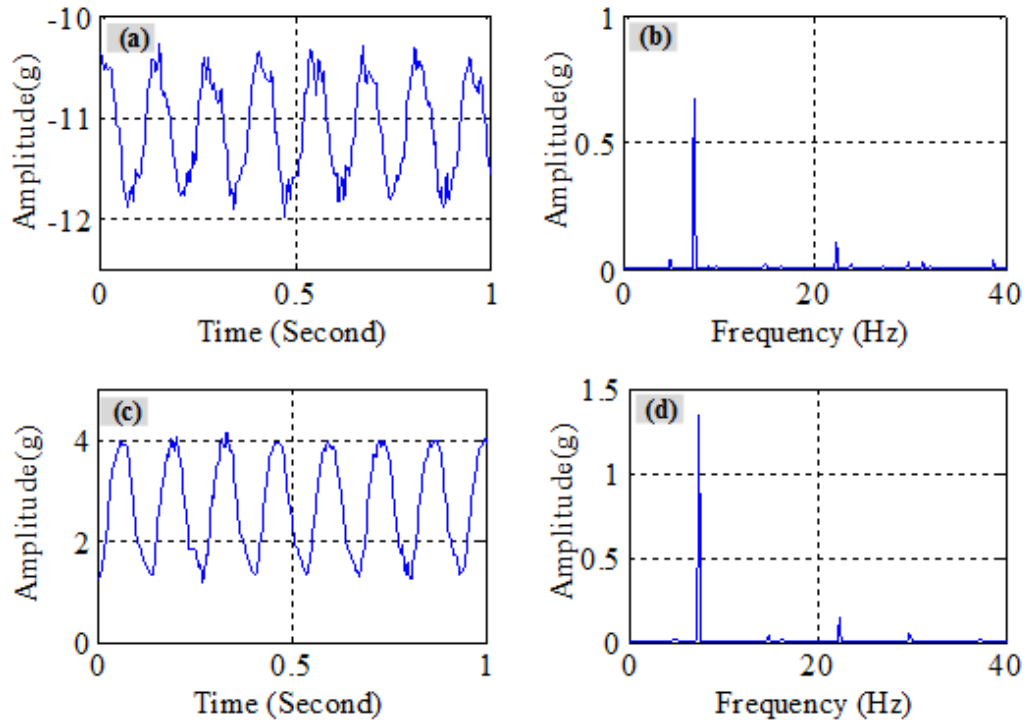 (a)
Amplitude(g)
-10
-11
-12
0 0.5 1
Time (Second)
(b)
Amplitude(g)
1
0.5
0
0 20 40
Frequency (Hz)
(c)
Amplitude(g)
4
2
0
0 0.5 1
Time (Second)
(d)
Amplitude(g)
1.5
1
0.5
0
0 20 40
Frequency (Hz)